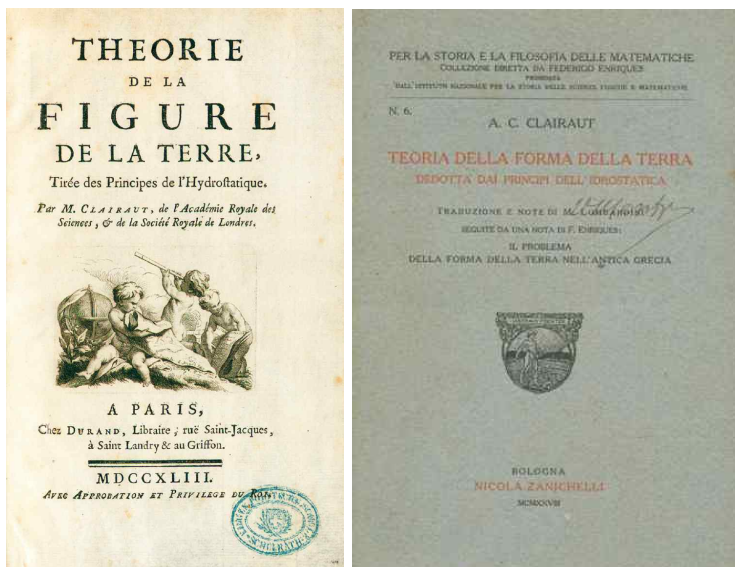 THEORIE
DE LA
FIGURE
DE LA TERRE,
Tirée des Principes de l'Hydroſtatique.
Par M. CLAIRAUT, de l'Académie Royale des
Sciences, & de la Société Royale de Londres.
A PARIS,
Chez DURAND, Libraire, ruë Saint-Jacques,
à Saint Landry & au Griffon.
MDCCXLIII.
AVEC APPROBATION ET PRIVILEGE DU ROI.
PER LA STORIA E LA FILOSOFIA DELLE MATEMATICHE
COLLEZIONE DIRETTA DA FEDERIGO ENRIQUES
PROMOSSA
DALL'ISTITUTO NAZIONALE PER LA STORIA DELLE SCIENZE FISICHE E MATEMATICHE
N. 6.
A. C. CLAIRAUT
TEORIA DELLA FORMA DELLA TERRA
DEDOTTA DAI PRINCIPI DELL'IDROSTATICA
TRADUZIONE E NOTE DI M. LOMBARDINI
SEGUITE DA UNA NOTA DI F. ENRIQUES:
IL PROBLEMA
DELLA FORMA DELLA TERRA NELL'ANTICA GRECIA
BOLOGNA
NICOLA ZANICHELLI
MCMXXVIII